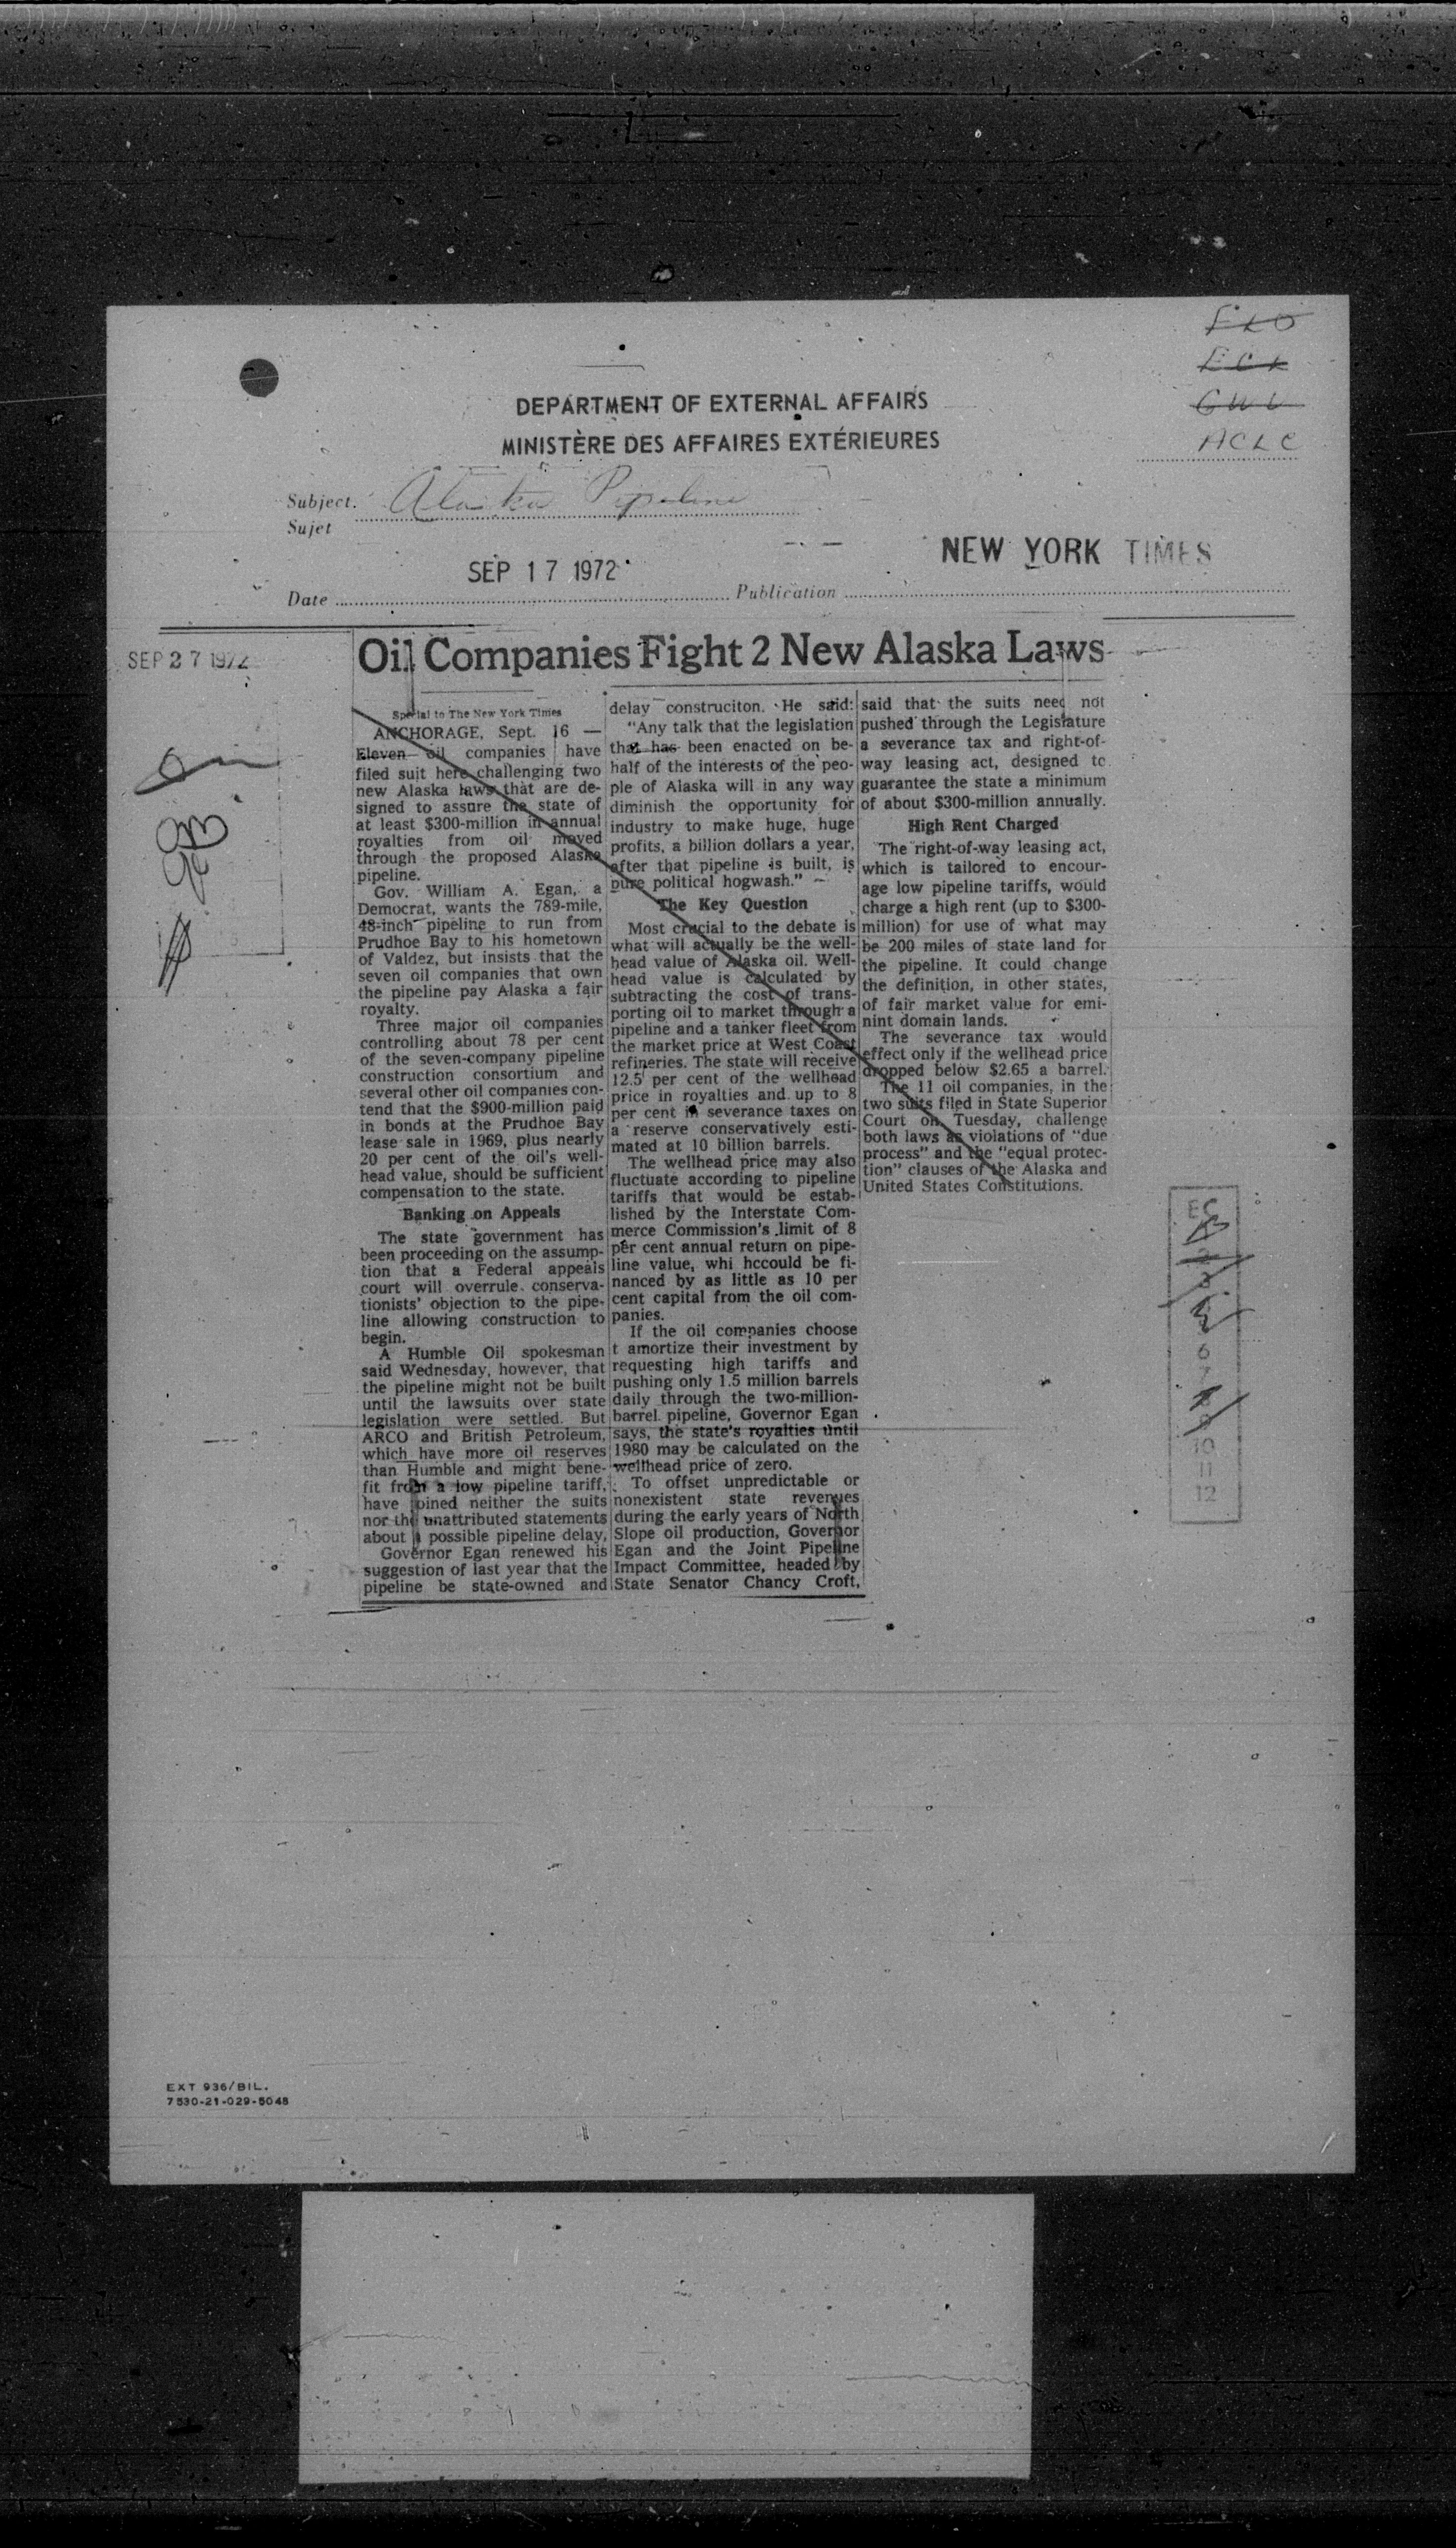 FLO
ECL
GWU
ACLC
DEPARTMENT OF EXTERNAL AFFAIRS
MINISTÈRE DES AFFAIRES EXTÉRIEURES
Subject. Alaska Pipeline
Sujet
NEW YORK TIMES
SEP 17 1972
Date Publication
SEP 27 1972
Oil Companies Fight 2 New Alaska Laws
Special to The New York Times
ANCHORAGE, Sept. 16 —
Eleven oil companies have
filed suit here challenging two
new Alaska laws that are de-
signed to assure the state of
at least $300-million in annual
royalties from oil moved
through the proposed Alaska
pipeline.
Gov. William A. Egan, a
Democrat, wants the 789-mile,
48-inch pipeline to run from
Prudhoe Bay to his hometown
of Valdez, but insists that the
seven oil companies that own
the pipeline pay Alaska a fair
royalty.
Three major oil companies
controlling about 78 per cent
of the seven-company pipeline
construction consortium and
several other oil companies con-
tend that the $900-million paid
in bonds at the Prudhoe Bay
lease sale in 1969, plus nearly
20 per cent of the oil's well-
head value, should be sufficient
compensation to the state.
Banking on Appeals
The state government has
been proceeding on the assump-
tion that a Federal appeals
court will overrule conserva-
tionists' objection to the pipe-
line allowing construction to
begin.
A Humble Oil spokesman
said Wednesday, however, that
the pipeline might not be built
until the lawsuits over state
legislation were settled. But
ARCO and British Petroleum,
which have more oil reserves
than Humble and might bene-
fit from a low pipeline tariff,
have joined neither the suits
nor the unattributed statements
about a possible pipeline delay,
Governor Egan renewed his
suggestion of last year that the
pipeline be state-owned and
delay construciton. He said:
"Any talk that the legislation
that has been enacted on be-
half of the interests of the peo-
ple of Alaska will in any way
diminish the opportunity for
industry to make huge, huge
profits, a billion dollars a year,
after that pipeline is built, is
pure political hogwash."
The Key Question
Most crucial to the debate is
what will actually be the well-
head value of Alaska oil. Well-
head value is calculated by
subtracting the cost of trans-
porting oil to market through a
pipeline and a tanker fleet from
the market price at West Coast
refineries. The state will receive
12.5 per cent of the wellhead
price in royalties and up to 8
per cent in severance taxes on
a reserve conservatively esti-
mated at 10 billion barrels.
The wellhead price may also
fluctuate according to pipeline
tariffs that would be estab-
lished by the Interstate Com-
merce Commission's limit of 8
per cent annual return on pipe-
line value, whi hccould be fi-
nanced by as little as 10 per
cent capital from the oil com-
panies.
If the oil companies choose
t amortize their investment by
requesting high tariffs and
pushing only 1.5 million barrels
daily through the two-million-
barrel pipeline, Governor Egan
says, the state's royalties until
1980 may be calculated on the
wellhead price of zero.
To offset unpredictable or
nonexistent state revenues
during the early years of North
Slope oil production, Governor
Egan and the Joint Pipeline
Impact Committee, headed by
State Senator Chancy Croft,
said that the suits need not
pushed through the Legislature
a severance tax and right-of-
way leasing act, designed to
guarantee the state a minimum
of about $300-million annually.
High Rent Charged
The right-of-way leasing act,
which is tailored to encour-
age low pipeline tariffs, would
charge a high rent (up to $300-
million) for use of what may
be 200 miles of state land for
the pipeline. It could change
the definition, in other states,
of fair market value for emi-
nint domain lands.
The severance tax would
effect only if the wellhead price
dropped below $2.65 a barrel.
The 11 oil companies, in the
two suits filed in State Superior
Court on Tuesday, challenge
both laws as violations of "due
process" and the "equal protec-
tion" clauses of the Alaska and
United States Constitutions.
EC
6
10
11
12
EXT 936/BIL.
7530-21-029-5048